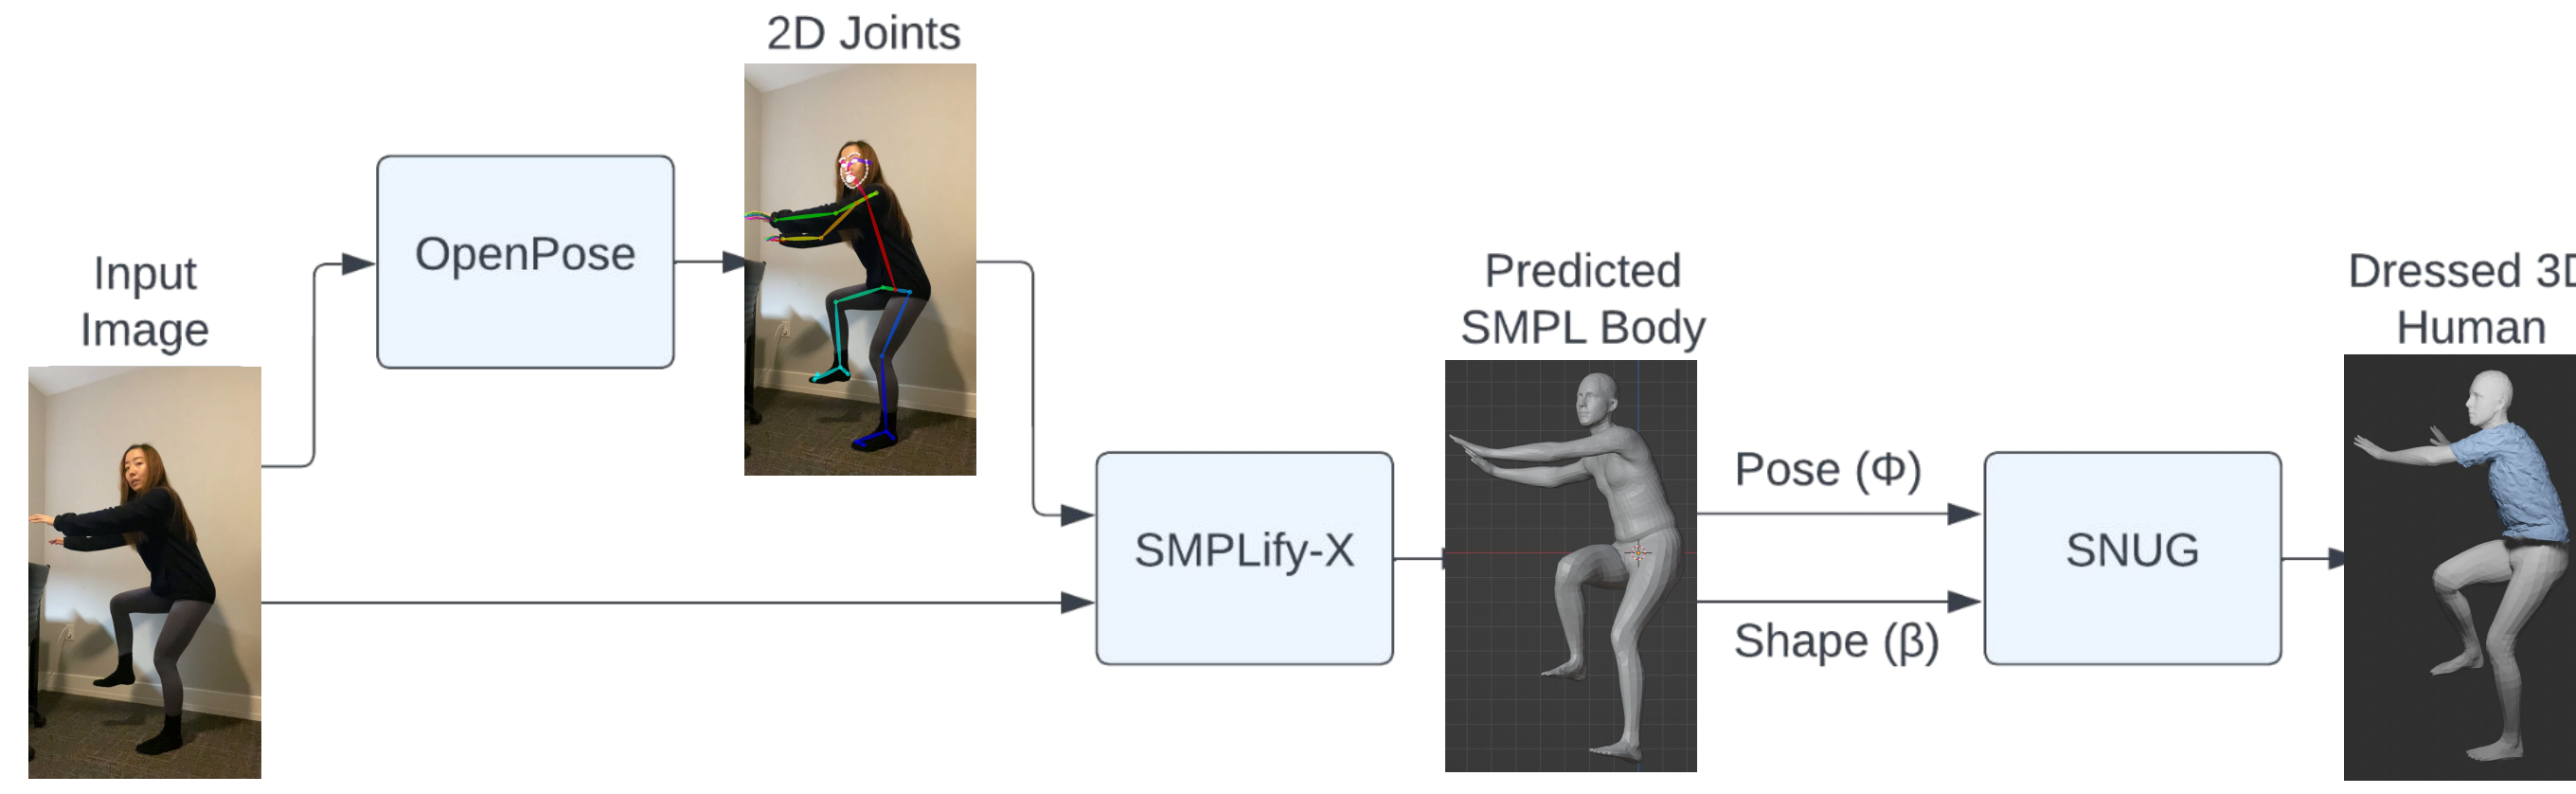 2D Joints
OpenPose
Input
Image
Predicted
SMPL Body
Dressed 3D
Human
Pose (Φ)
SMPLify-X
SNUG
Shape (β)